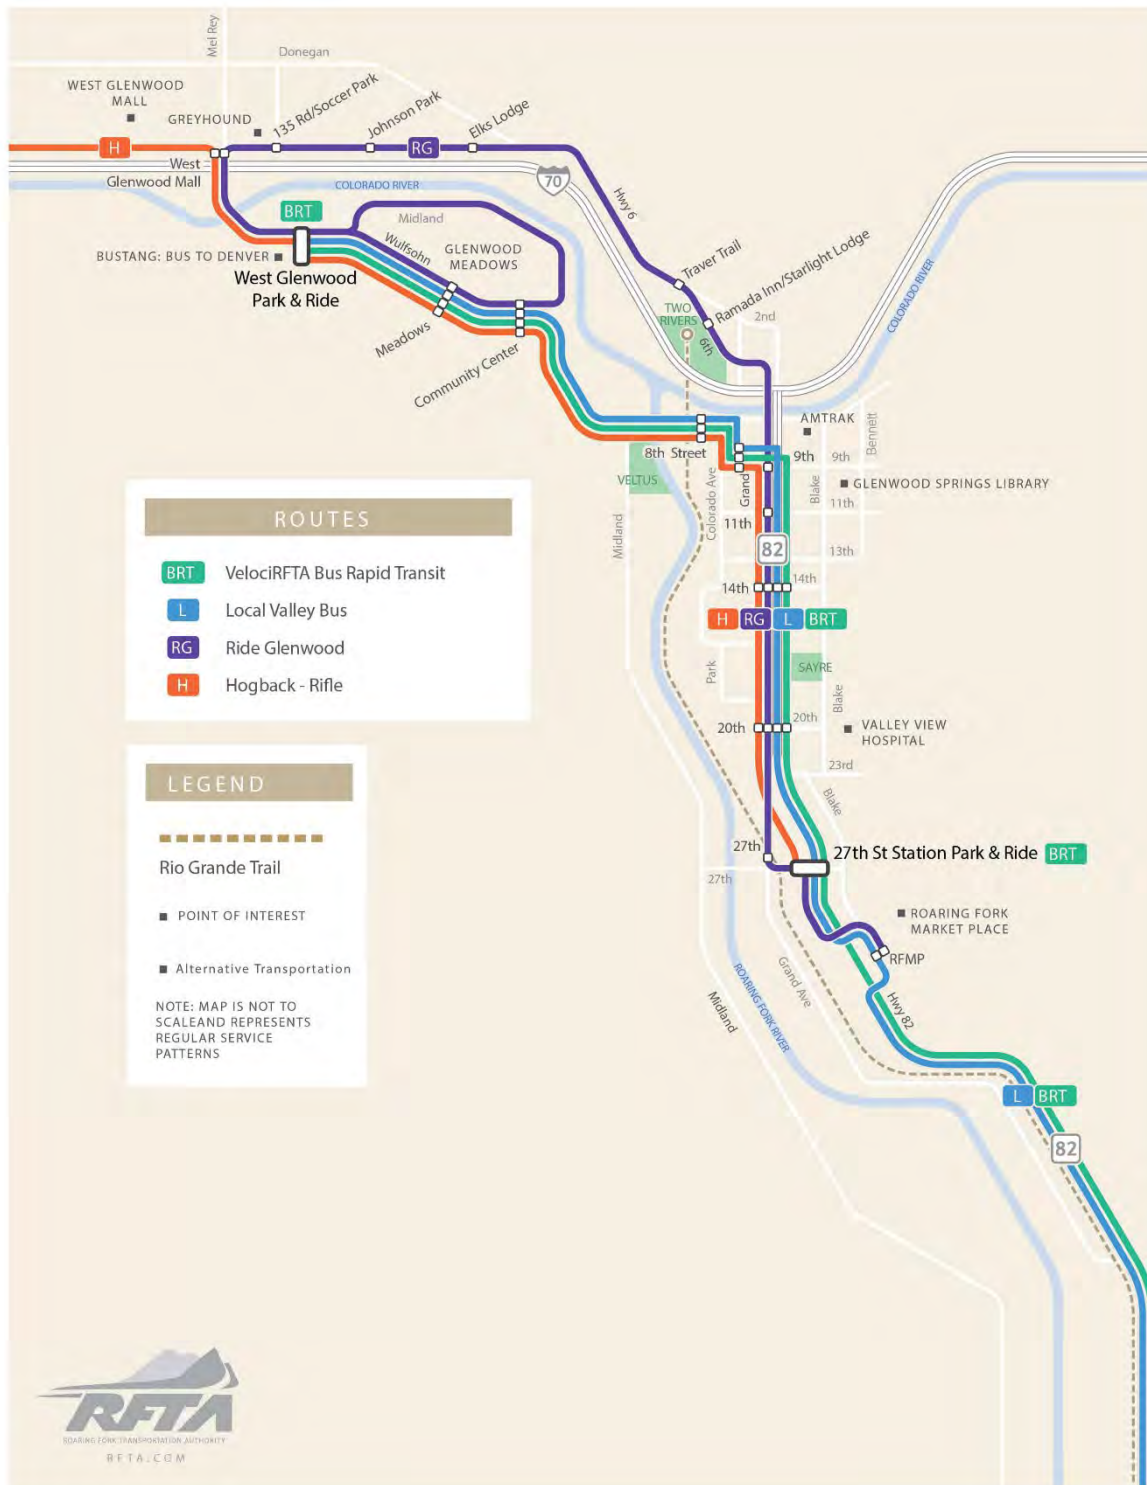 Mel Rey
Donegan
WEST GLENWOOD
MALL
GREYHOUND
135 Rd/Soccer Park
Johnson Park
Elks Lodge
H
RG
West
Glenwood Mall
70
COLORADO RIVER
Hwy 6
BRT
Midland
Wulfsohn
GLENWOOD
MEADOWS
BUSTANG: BUS TO DENVER
West Glenwood
Park & Ride
Traver Trail
Ramada Inn/Starlight Lodge
COLORADO RIVER
TWO
RIVERS
6th
2nd
Meadows
Community Center
AMTRAK
Bennett
8th Street
9th
9th
VELTUS
Colorado Ave
Grand
Blake
GLENWOOD SPRINGS LIBRARY
11th
11th
Midland
82
13th
14th
14th
H
RG
L
BRT
Park
SAYRE
Blake
20th
20th
VALLEY VIEW
HOSPITAL
23rd
Blake
27th
27th St Station Park & Ride
BRT
27th
ROARING FORK
MARKET PLACE
RFMP
Grand Ave
Hwy 82
ROARING FORK RIVER
Midland
L
BRT
82
ROUTES
BRT VelociRFTA Bus Rapid Transit
L Local Valley Bus
RG Ride Glenwood
H Hogback - Rifle
LEGEND
Rio Grande Trail
POINT OF INTEREST
Alternative Transportation
NOTE: MAP IS NOT TO
SCALEAND REPRESENTS
REGULAR SERVICE
PATTERNS
RFTA
ROARING FORK TRANSPORTATION AUTHORITY
RFTA.COM